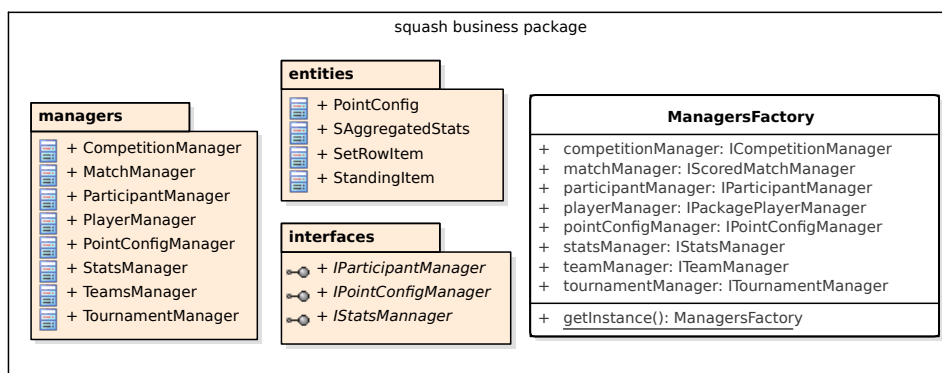 squash business package
managers
+ CompetitionManager
+ MatchManager
+ ParticipantManager
+ PlayerManager
+ PointConfigManager
+ StatsManager
+ TeamsManager
+ TournamentManager
entities
+ PointConfig
+ SAggregatedStats
+ SetRowItem
+ StandingItem
interfaces
+ IParticipantManager
+ IPointConfigManager
+ IStatsMannager
ManagersFactory
+ competitionManager: ICompetitionManager
+ matchManager: IScoredMatchManager
+ participantManager: IParticipantManager
+ playerManager: IPackagePlayerManager
+ pointConfigManager: IPointConfigManager
+ statsManager: IStatsManager
+ teamManager: ITeamManager
+ tournamentManager: ITournamentManager
+ getInstance(): ManagersFactory